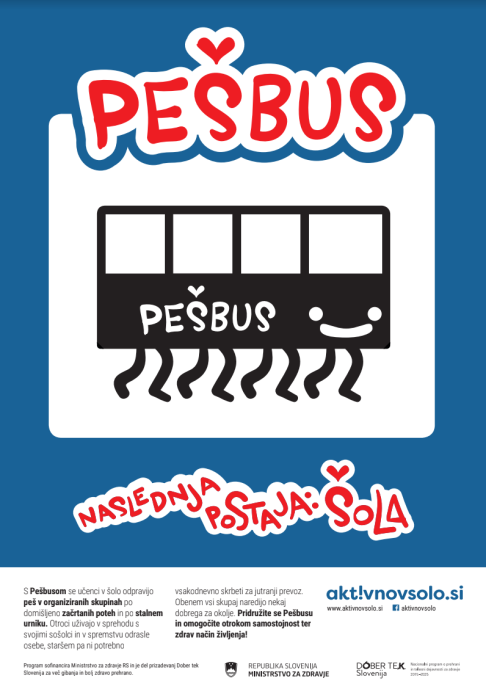 PEŠBUS
PEŠBUS
NASLEDNJA
POSTAJA: ŠOLA
S Pešbusom se učenci v šolo odpravijo
peš v organiziranih skupinah po
domišljeno začrtanih poteh in po stalnem
urniku. Otroci uživajo v sprehodu s
svojimi sošolci in v spremstvu odrasle
osebe, staršem pa ni potrebno
vsakodnevno skrbeti za jutranji prevoz.
Obenem vsi skupaj naredijo nekaj
dobrega za okolje. Pridružite se Pešbusu
in omogočite otrokom samostojnost ter
zdrav način življenja!
akt!vnovsolo.si
www.aktivnovsolo.si aktivnovsolo
Program sofinancira Ministrstvo za zdravje RS in je del prizadevanj Dober tek
Slovenija za več gibanja in bolj zdravo prehrano.
REPUBLIKA SLOVENIJA
MINISTRSTVO ZA ZDRAVJE
DOBER TEK
Slovenija
Nacionalni program o prehrani
in telesni dejavnosti za zdravje
2015–2025